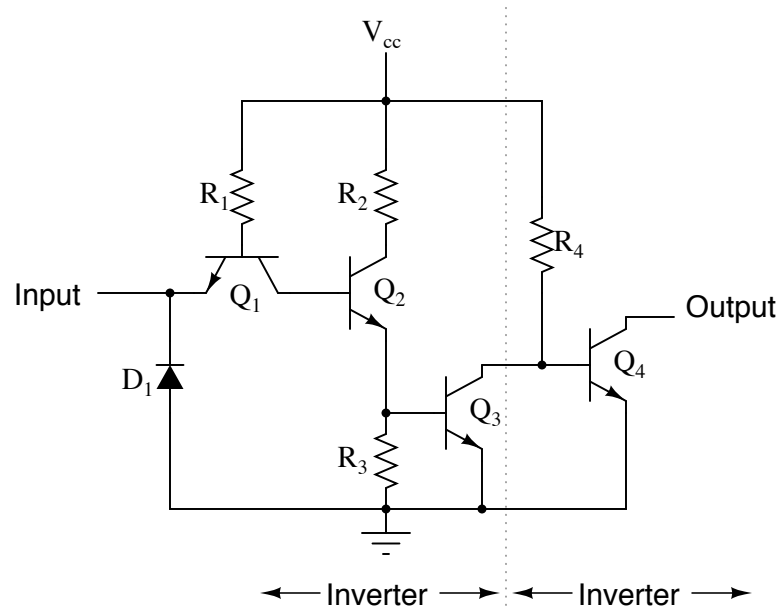 Vcc
R1
R2
R4
Input
Q1
Q2
Output
D1
Q3
Q4
R3
Inverter
Inverter